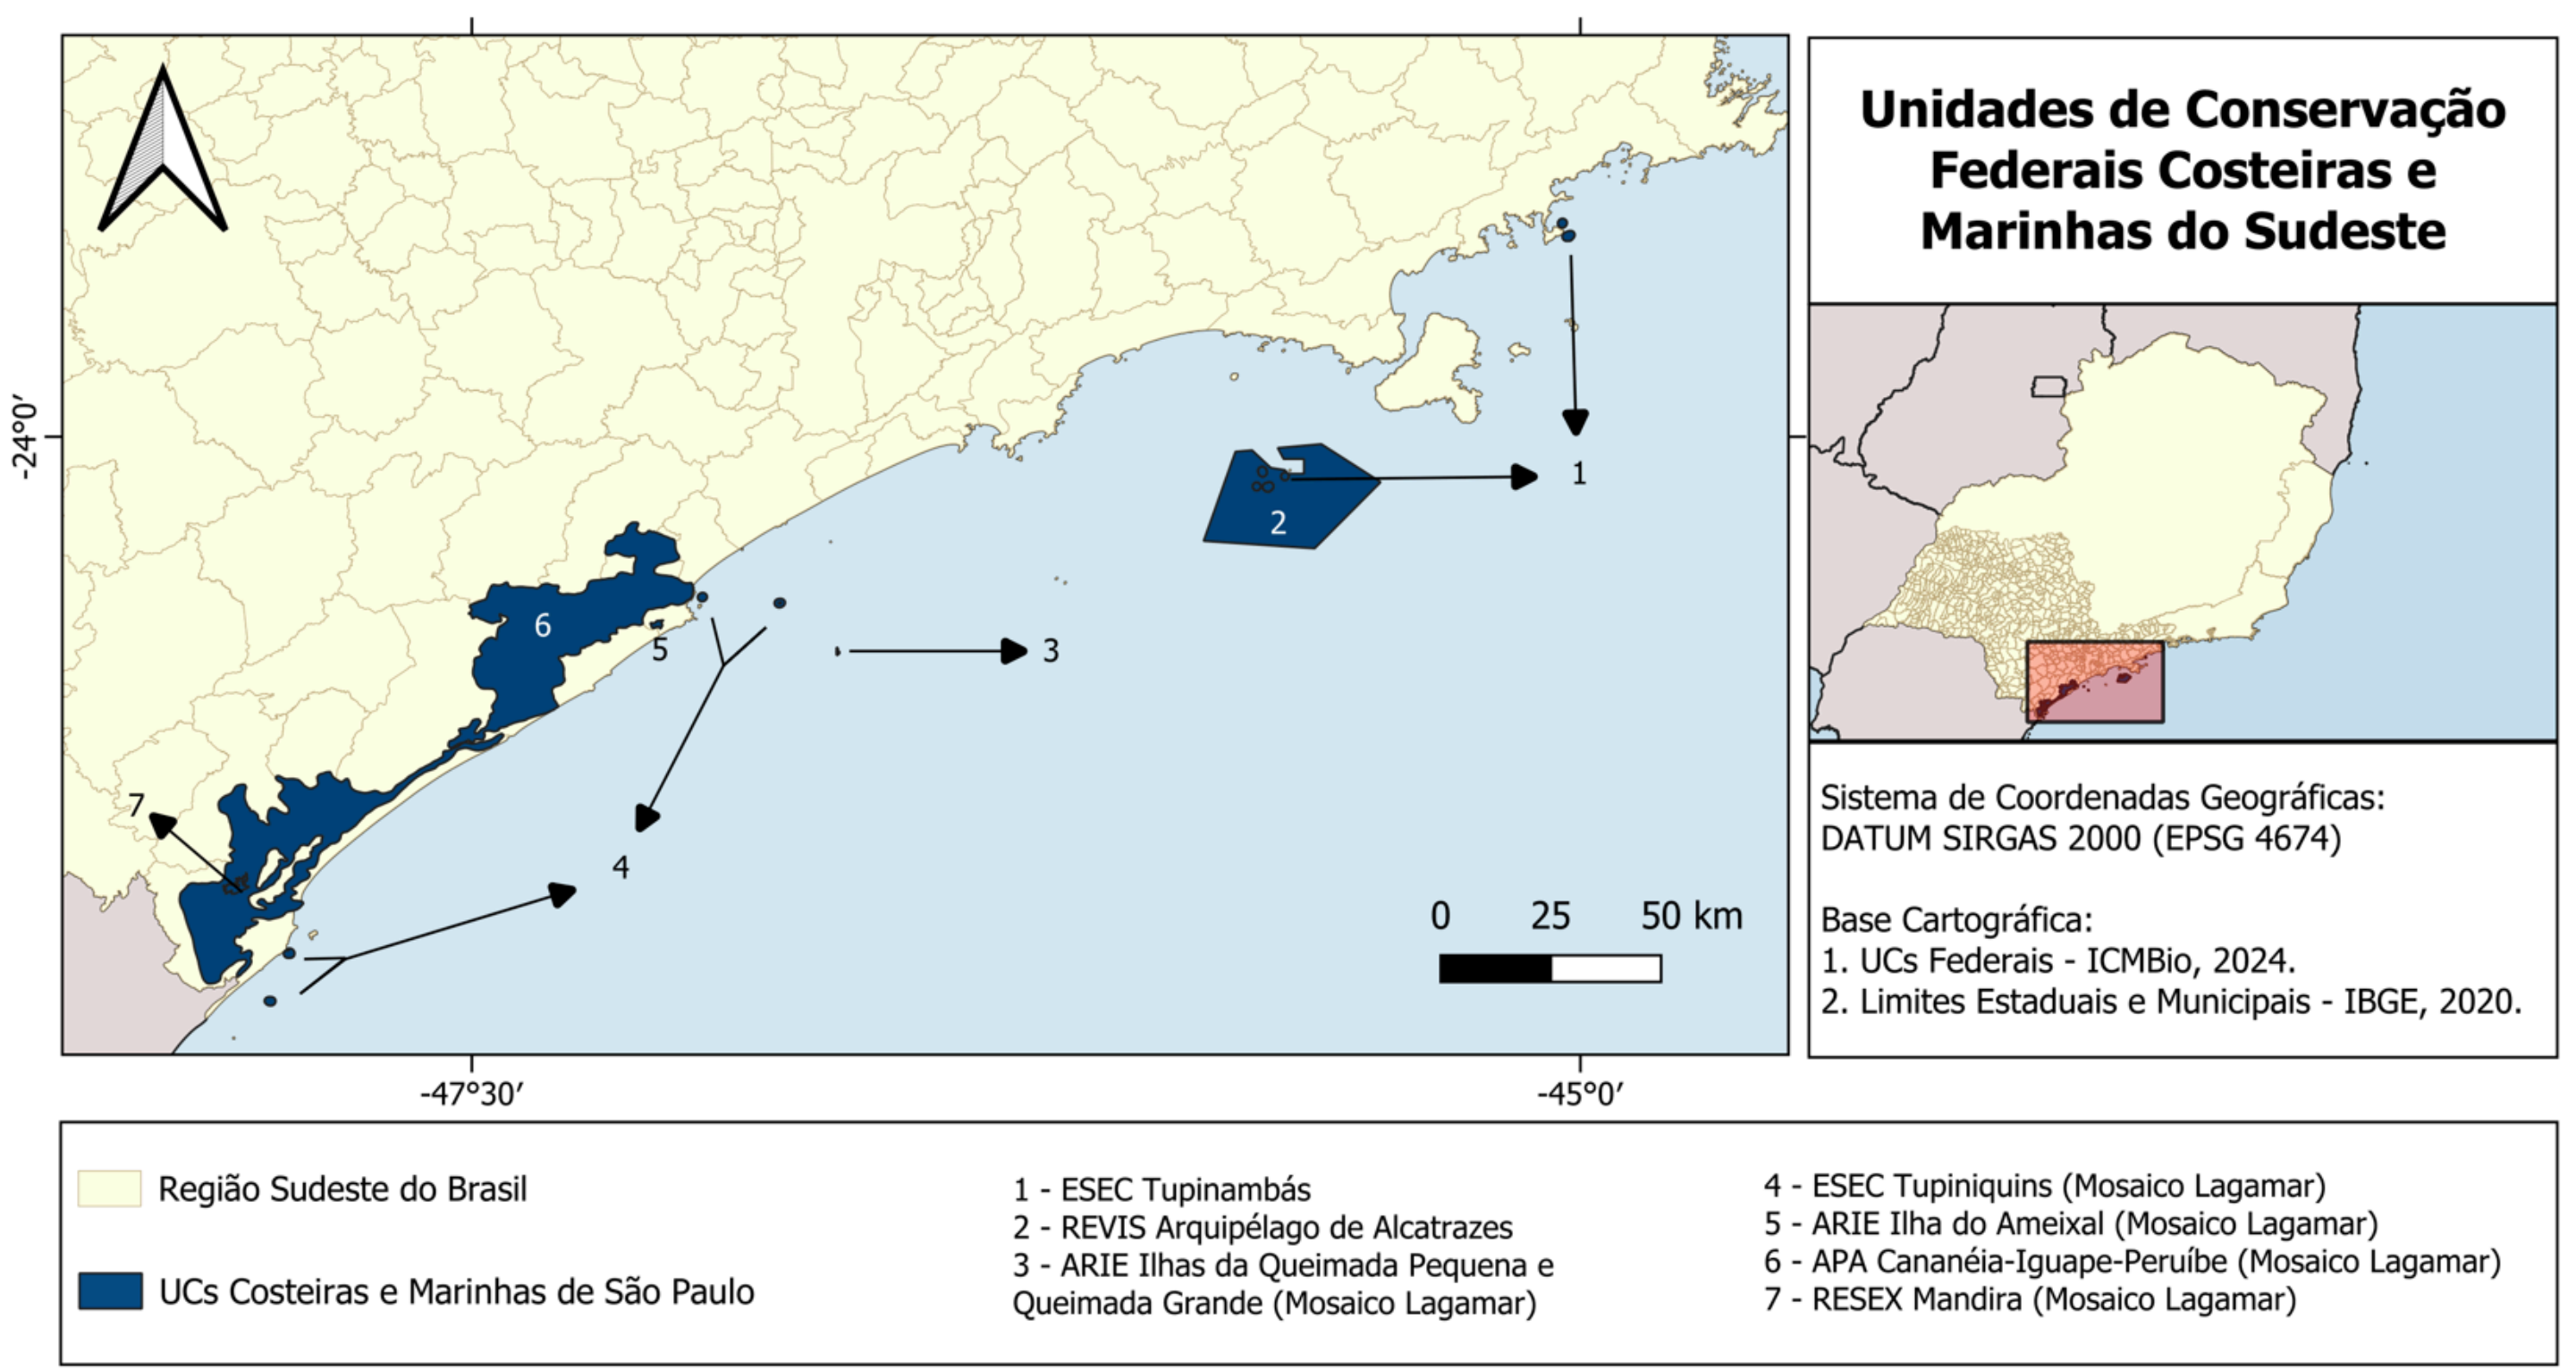 Unidades de Conservação
Federais Costeiras e
Marinhas do Sudeste
-24°0′
1
2
6
5
3
7
4
0 25 50 km
-47°30′
-45°0′
Sistema de Coordenadas Geográficas:
DATUM SIRGAS 2000 (EPSG 4674)
Base Cartográfica:
1. UCs Federais - ICMBio, 2024.
2. Limites Estaduais e Municipais - IBGE, 2020.
Região Sudeste do Brasil
UCs Costeiras e Marinhas de São Paulo
1 - ESEC Tupinambás
2 - REVIS Arquipélago de Alcatrazes
3 - ARIE Ilhas da Queimada Pequena e
Queimada Grande (Mosaico Lagamar)
4 - ESEC Tupiniquins (Mosaico Lagamar)
5 - ARIE Ilha do Ameixal (Mosaico Lagamar)
6 - APA Cananéia-Iguape-Peruíbe (Mosaico Lagamar)
7 - RESEX Mandira (Mosaico Lagamar)